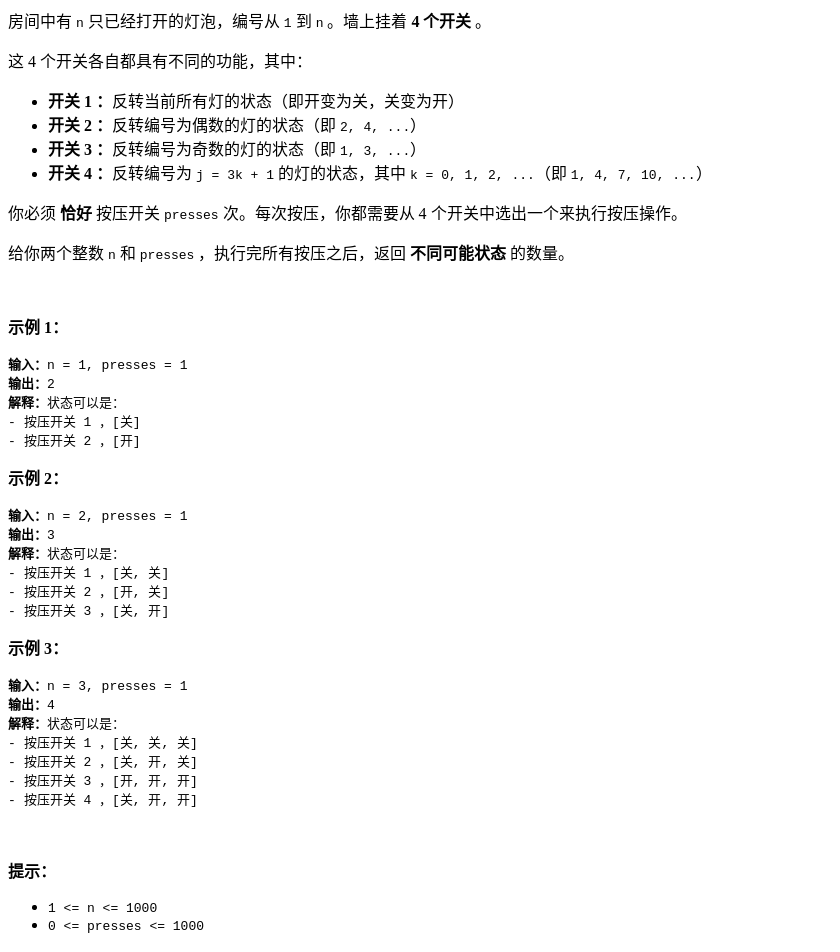 房间中有 n 只已经打开的灯泡，编号从 1 到 n 。墙上挂着 4 个开关 。
这 4 个开关各自都具有不同的功能，其中：
• 开关 1 ：反转当前所有灯的状态（即开变为关，关变为开）
• 开关 2 ：反转编号为偶数的灯的状态（即 2, 4, ...）
• 开关 3 ：反转编号为奇数的灯的状态（即 1, 3, ...）
• 开关 4 ：反转编号为 j = 3k + 1 的灯的状态，其中 k = 0, 1, 2, ...（即 1, 4, 7, 10, ...）
你必须 恰好 按压开关 presses 次。每次按压，你都需要从 4 个开关中选出一个来执行按压操作。
给你两个整数 n 和 presses ，执行完所有按压之后，返回 不同可能状态 的数量。
示例 1：
输入：n = 1, presses = 1
输出：2
解释：状态可以是：
- 按压开关 1 ，[关]
- 按压开关 2 ，[开]
示例 2：
输入：n = 2, presses = 1
输出：3
解释：状态可以是：
- 按压开关 1 ，[关, 关]
- 按压开关 2 ，[开, 关]
- 按压开关 3 ，[关, 开]
示例 3：
输入：n = 3, presses = 1
输出：4
解释：状态可以是：
- 按压开关 1 ，[关, 关, 关]
- 按压开关 2 ，[关, 开, 关]
- 按压开关 3 ，[开, 开, 开]
- 按压开关 4 ，[关, 开, 开]
提示：
• 1 <= n <= 1000
• 0 <= presses <= 1000